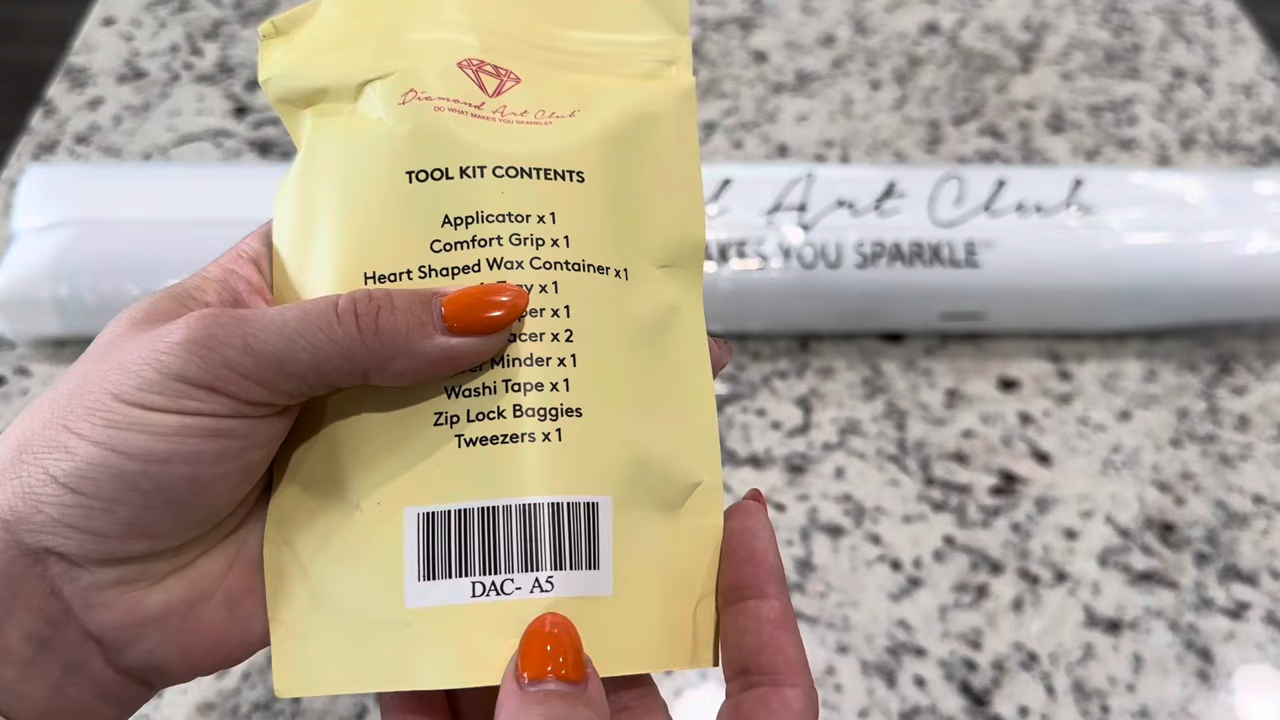 Diamond Art Club
DO WHAT MAKES YOU SPARKLE
TOOL KIT CONTENTS
Applicator x 1
Comfort Grip x 1
Heart Shaped Wax Container x 1
x 1
x 1
x 2
Minder x 1
Washi Tape x 1
Zip Lock Baggies
Tweezers x 1
DAC- A5
Art Club
YOU SPARKLE™